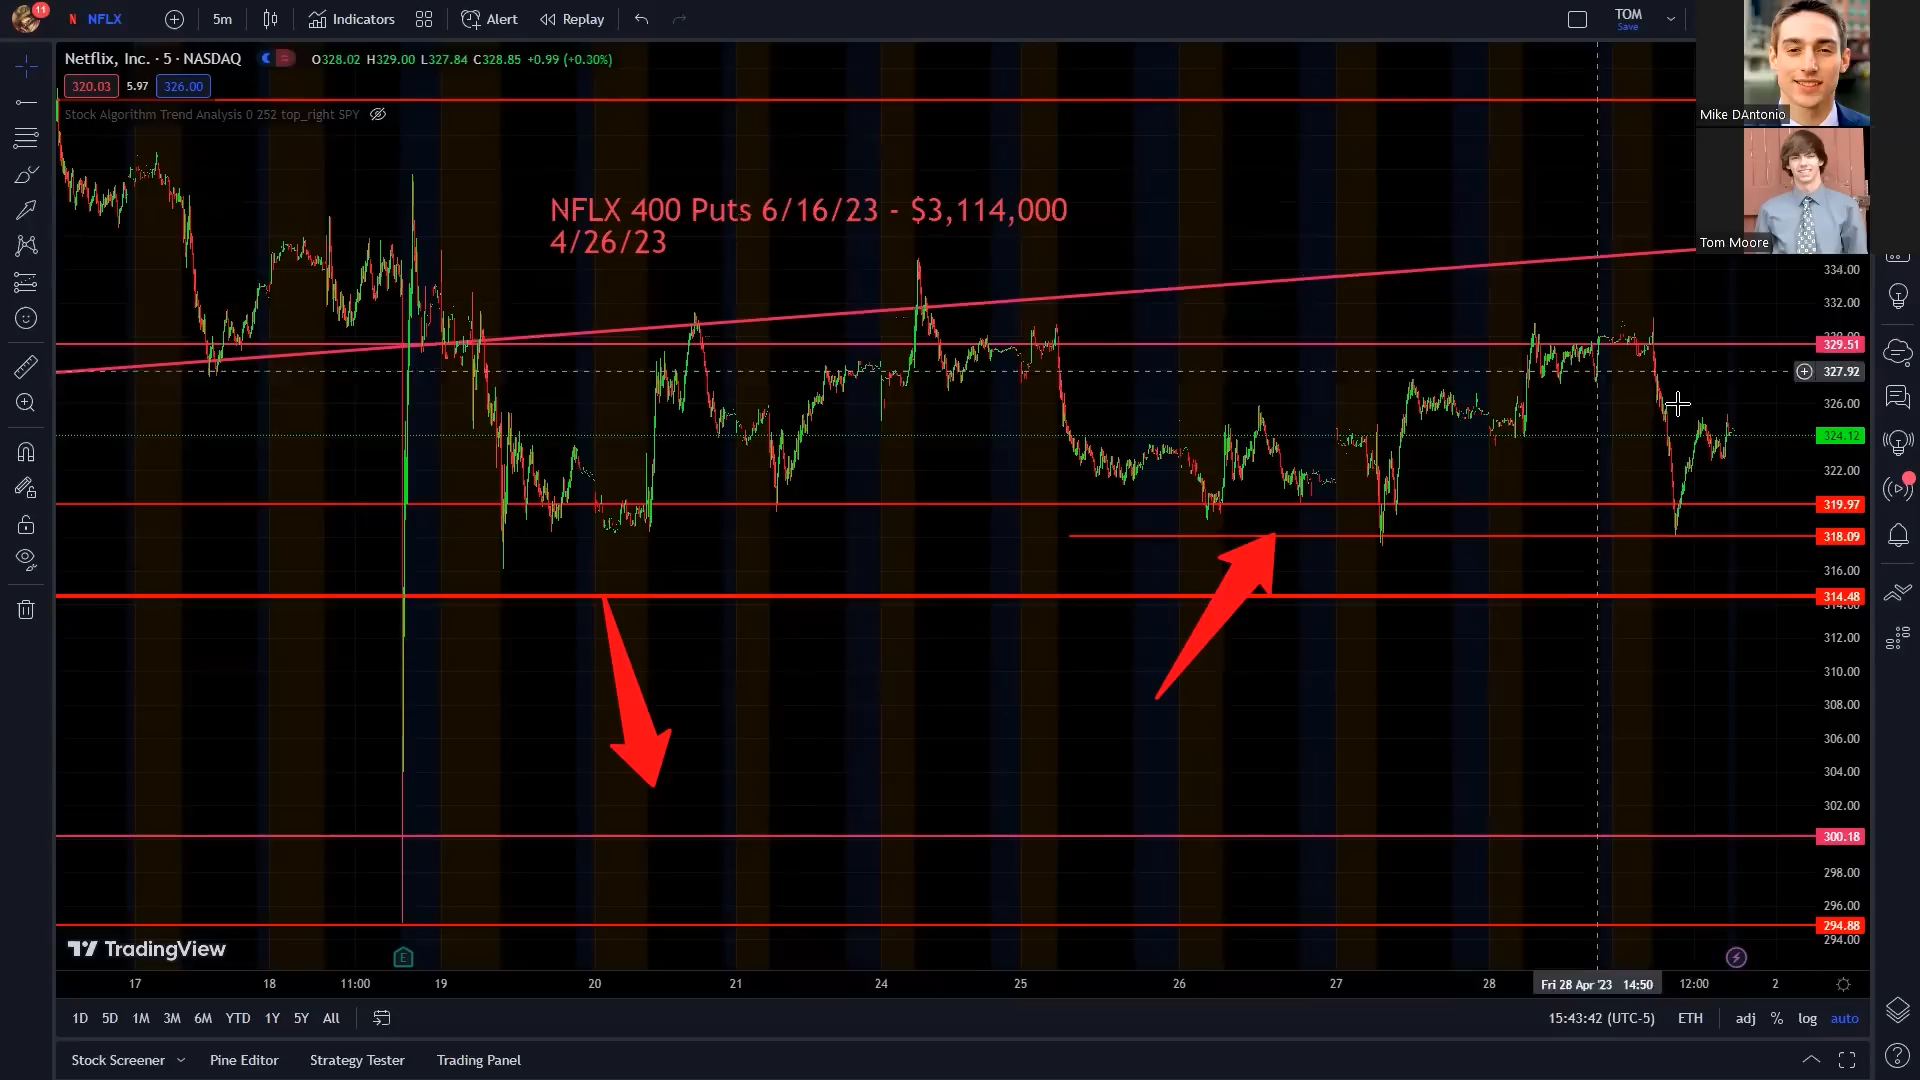 11
N NFLX
5m
Indicators
Alert
Replay
TOM
Save
Netflix, Inc. · 5 · NASDAQ
O328.02 H329.00 L327.84 C328.85 +0.99 (+0.30%)
320.03 5.97 326.00
Stock Algorithm Trend Analysis 0 252 top_right SPY
Mike DAntonio
Tom Moore
NFLX 400 Puts 6/16/23 - $3,114,000
4/26/23
334.00
332.00
329.51
327.92
326.00
324.12
322.00
319.97
318.09
316.00
314.48
312.00
310.00
308.00
306.00
304.00
302.00
300.18
298.00
296.00
294.88
294.00
TradingView
E
17 18 11:00 19 20 21 24 25 26 27 28 Fri 28 Apr '23 14:50 12:00 2
1D 5D 1M 3M 6M YTD 1Y 5Y All
15:43:42 (UTC-5) ETH adj % log auto
Stock Screener Pine Editor Strategy Tester Trading Panel